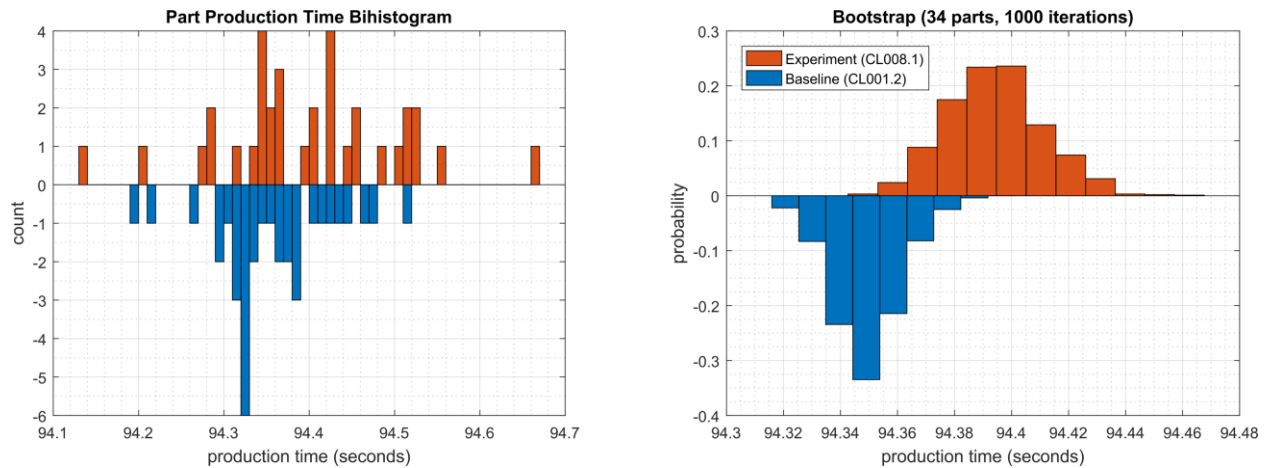 Part Production Time Bihistogram
4
3
2
1
0
-1
-2
-3
-4
-5
-6
count
94.1 94.2 94.3 94.4 94.5 94.6 94.7
production time (seconds)
Bootstrap (34 parts, 1000 iterations)
Experiment (CL008.1)
Baseline (CL001.2)
0.3
0.2
0.1
0
-0.1
-0.2
-0.3
-0.4
probability
94.3 94.32 94.34 94.36 94.38 94.4 94.42 94.44 94.46 94.48
production time (seconds)